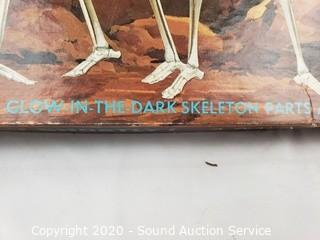 GLOW-IN-THE-DARK SKELETON PARTS
Copyright 2020 - Sound Auction Service